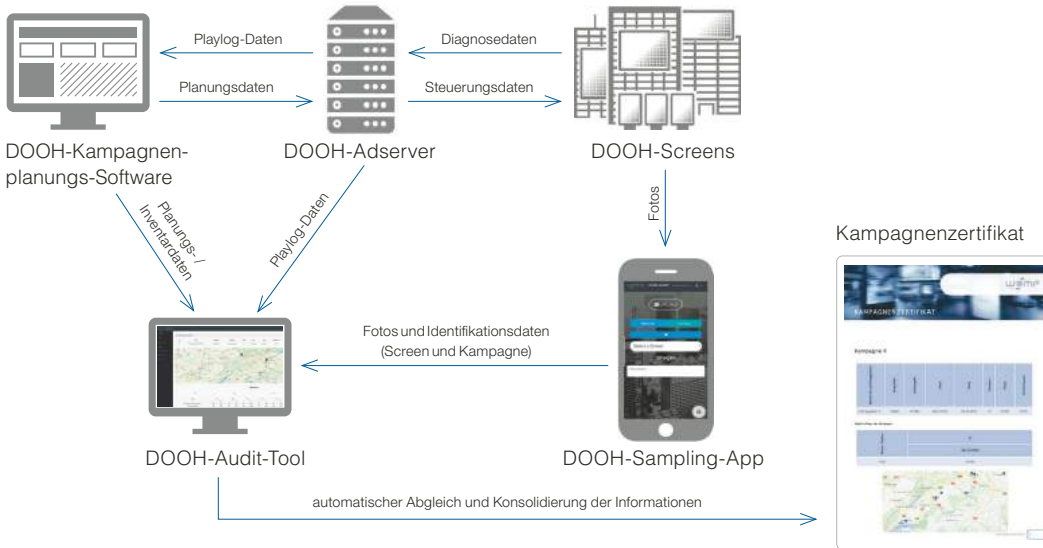 Playlog-Daten
Diagnosedaten
Planungsdaten
Steuerungsdaten
DOOH-Kampagnen-
planungs-Software
DOOH-Adserver
DOOH-Screens
Planungs- /
Inventardaten
Playlog-Daten
Fotos
Kampagnenzertifikat
KAMPAGNENZERTIFIKAT
Kampagne X
Fotos und Identifikationsdaten
(Screen und Kampagne)
DOOH-Audit-Tool
DOOH-Sampling-App
automatischer Abgleich und Konsolidierung der Informationen